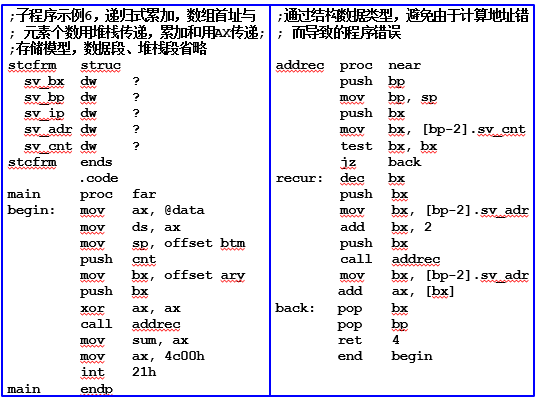 ;子程序示例6，递归式累加，数组首址与
; 元素个数用堆栈传递，累加和用AX传递;
;存储模型，数据段、堆栈段省略
stcfrm struc
sv_bx dw ?
sv_bp dw ?
sv_ip dw ?
sv_adr dw ?
sv_cnt dw ?
stcfrm ends
.code
main proc far
begin: mov ax, @data
mov ds, ax
mov sp, offset btm
push cnt
mov bx, offset ary
push bx
xor ax, ax
call addrec
mov sum, ax
mov ax, 4c00h
int 21h
main endp
;通过结构数据类型，避免由于计算地址错
; 而导致的程序错误
addrec proc near
push bp
mov bp, sp
push bx
mov bx, [bp-2].sv_cnt
test bx, bx
jz back
recur: dec bx
push bx
mov bx, [bp-2].sv_adr
add bx, 2
push bx
call addrec
mov bx, [bp-2].sv_adr
add ax, [bx]
back: pop bx
pop bp
ret 4
end begin